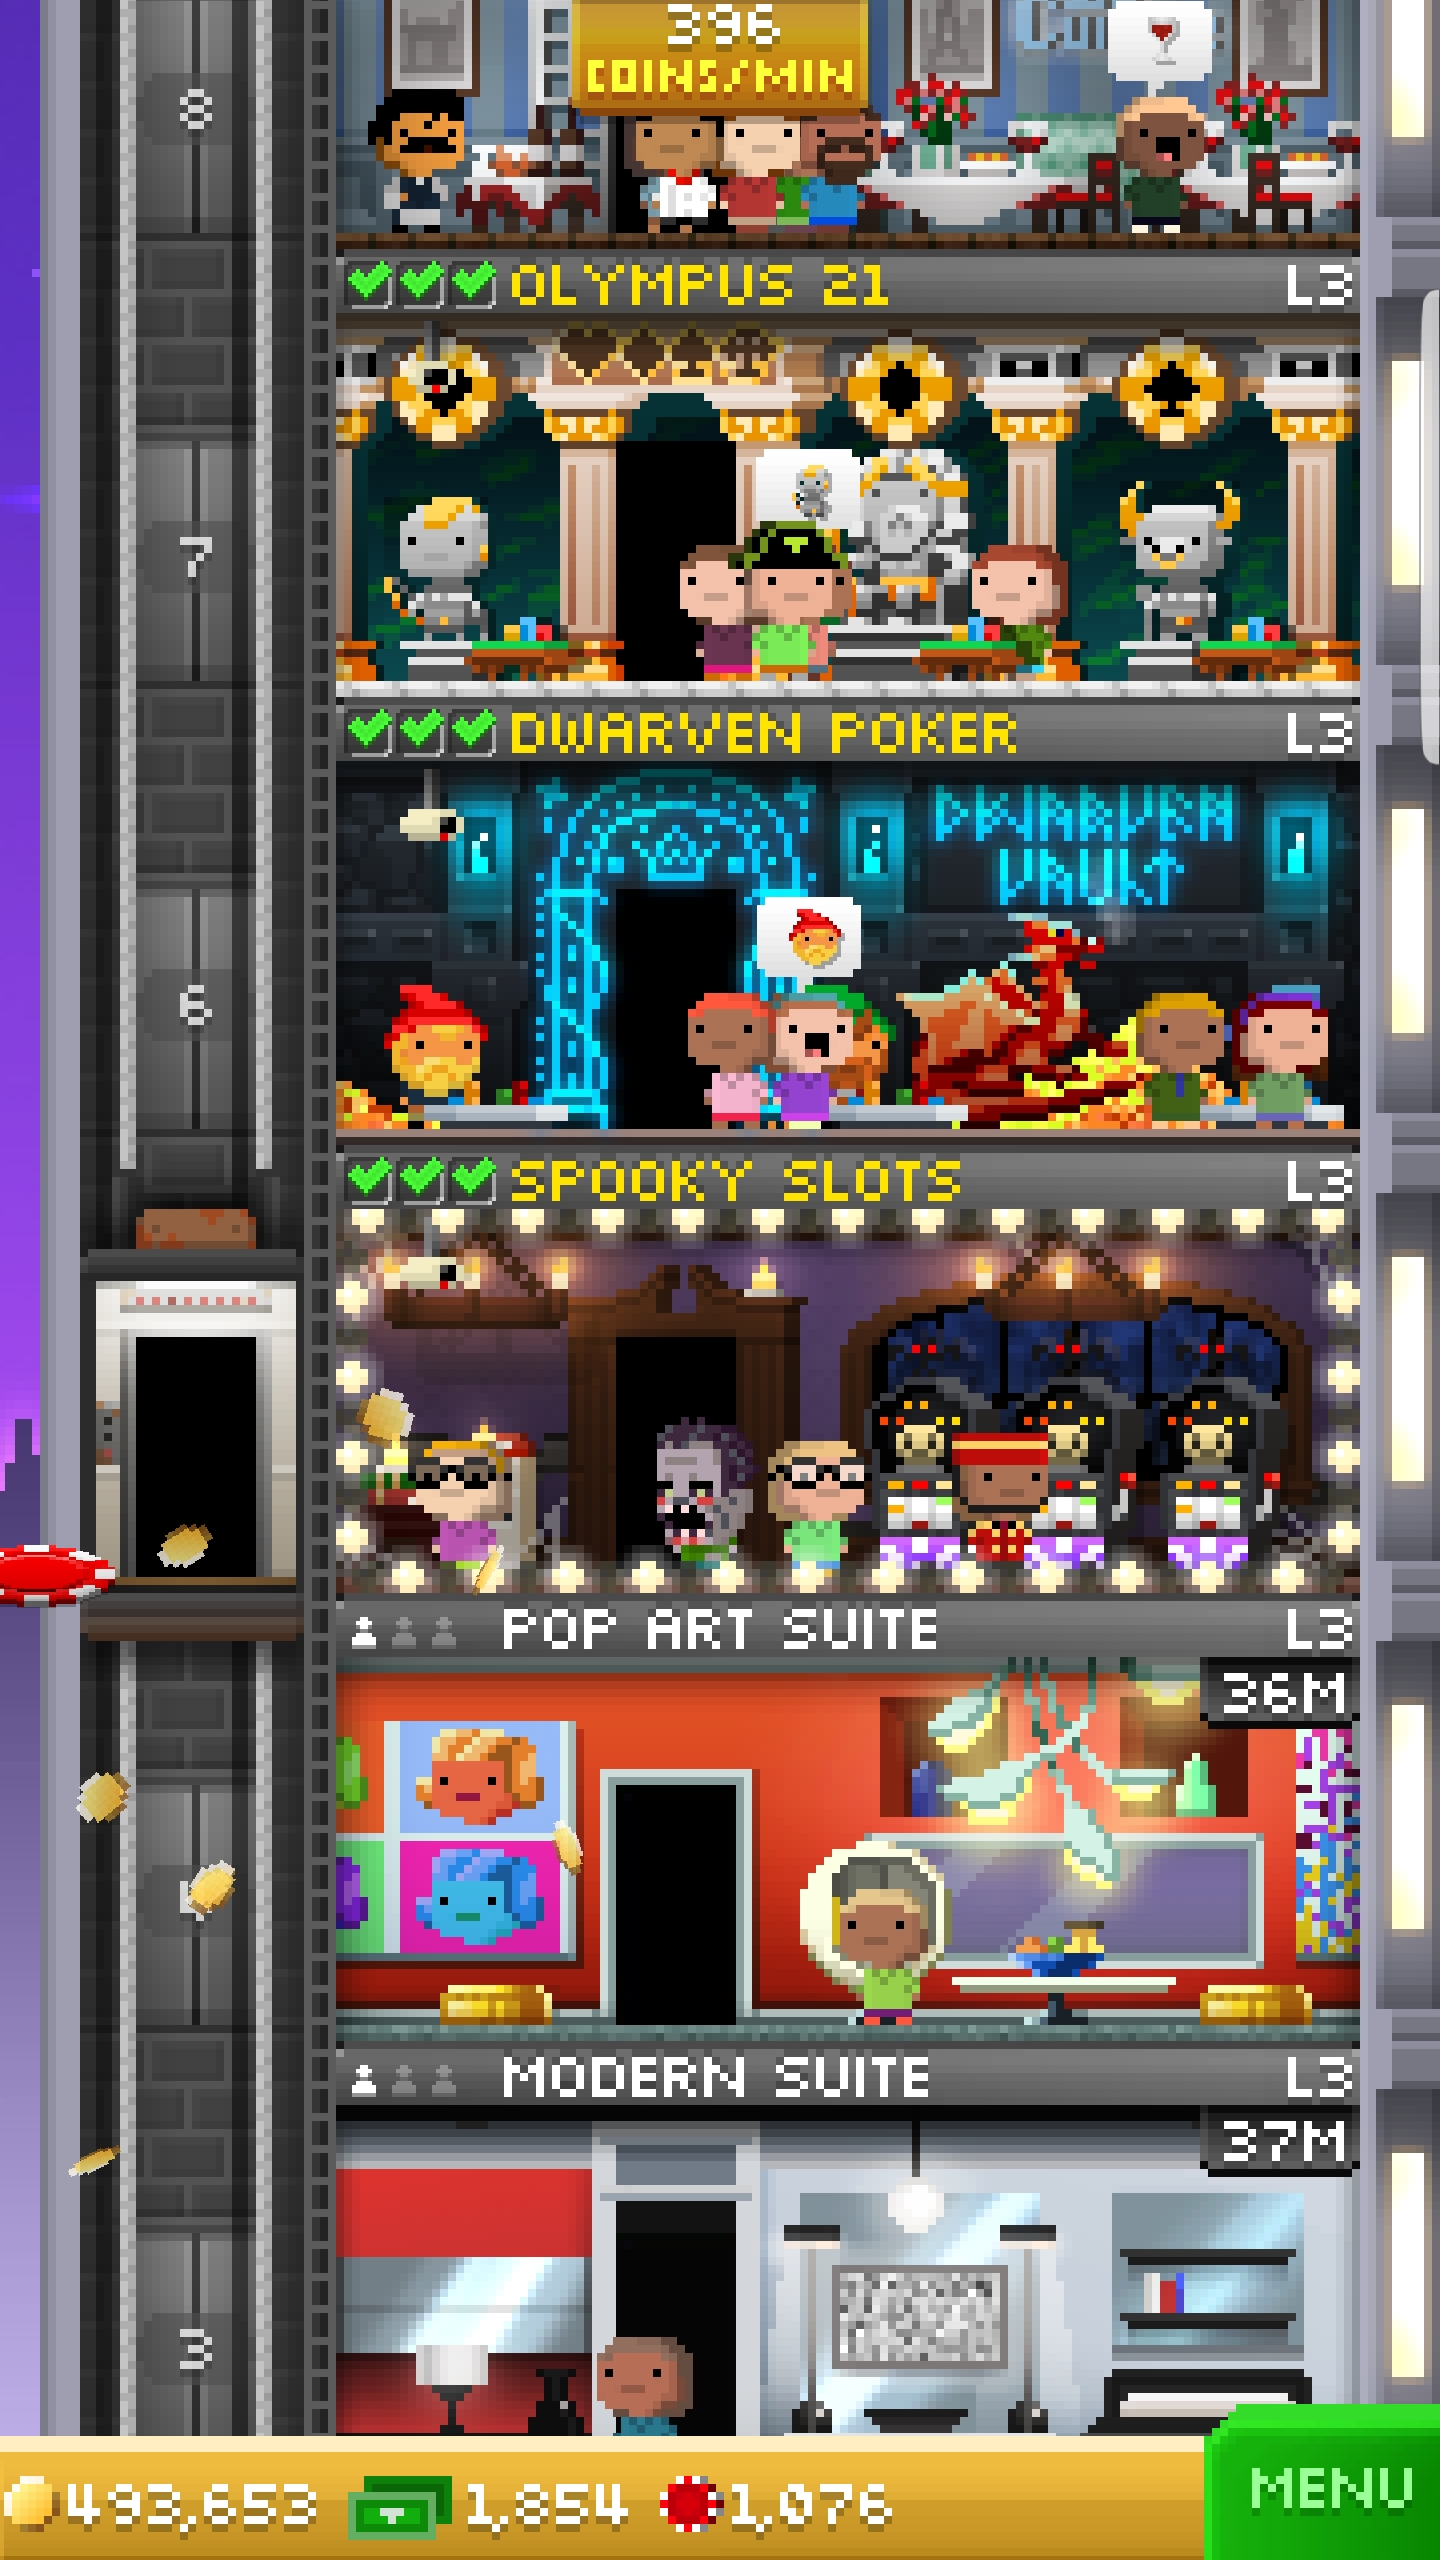 396
COINS/MIN
8
OLYMPUS 21
L3
7
DWARVEN POKER
L3
DWARVEN
VAULT
6
SPOOKY SLOTS
L3
POP ART SUITE
L3
36M
MODERN SUITE
L3
37M
3
493,653
1,854
1,076
MENU